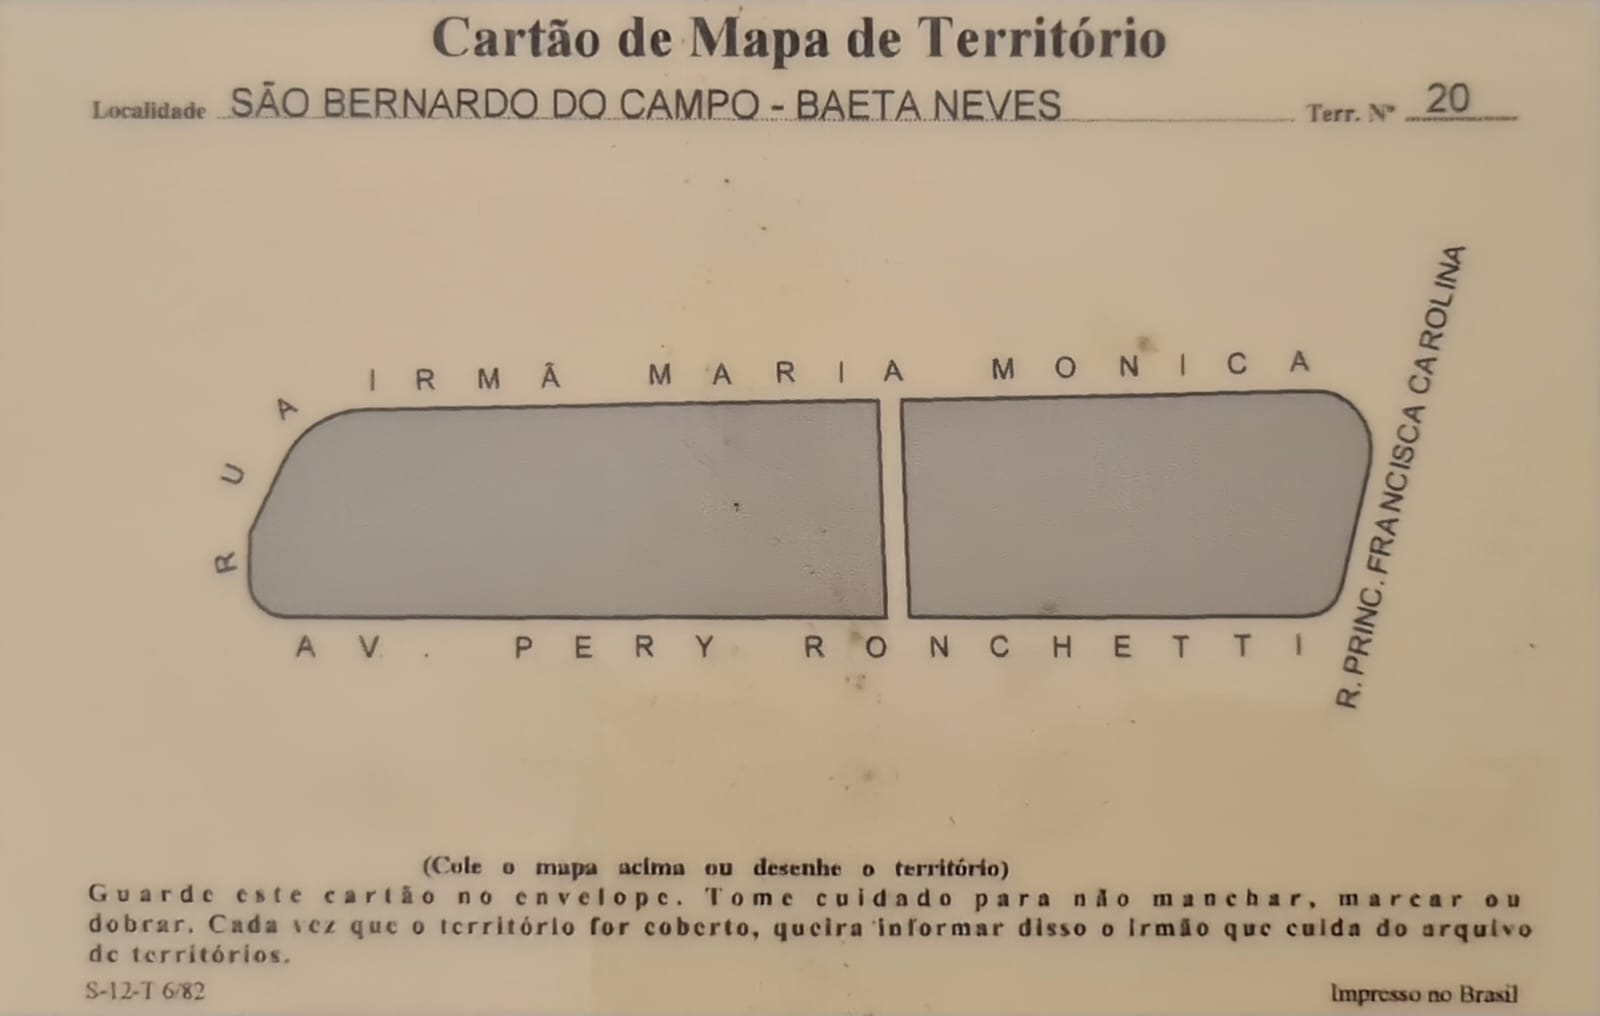 Cartão de Mapa de Território
Localidade SÃO BERNARDO DO CAMPO - BAETA NEVES Terr. Nº 20
RUA IRMÃ MARIA MONICA
R. PRINC. FRANCISCA CAROLINA
AV. PERY RONCHETTI
(Cole o mapa acima ou desenhe o território)
Guarde este cartão no envelope. Tome cuidado para não manchar, marcar ou
dobrar. Cada vez que o território for coberto, queira informar disso o irmão que cuida do arquivo
de territórios.
S-12-T 6/82
Impresso no Brasil